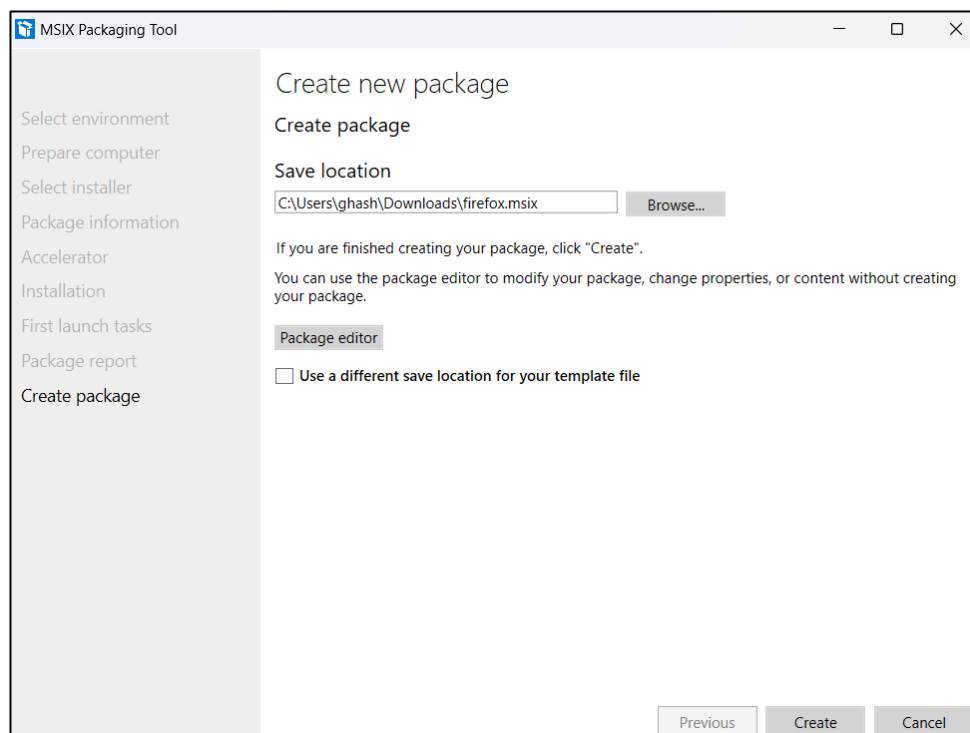 MSIX Packaging Tool
Select environment
Prepare computer
Select installer
Package information
Accelerator
Installation
First launch tasks
Package report
Create package
Create new package
Create package
Save location
C:\Users\ghash\Downloads\firefox.msix
Browse...
If you are finished creating your package, click "Create".
You can use the package editor to modify your package, change properties, or content without creating
your package.
Package editor
Use a different save location for your template file
Previous
Create
Cancel